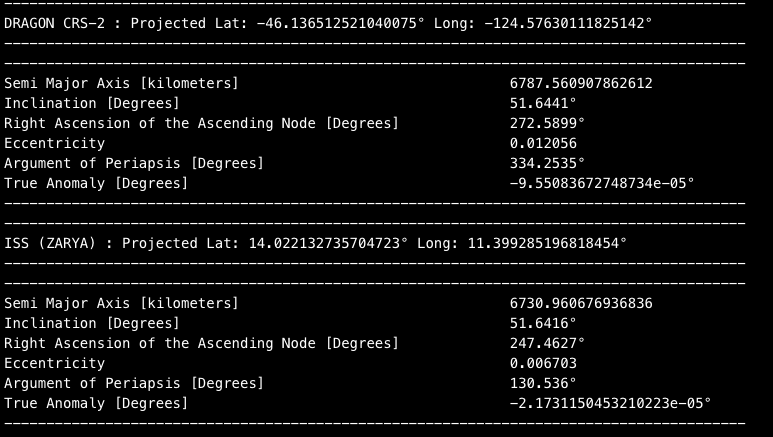 DRAGON CRS-2 : Projected Lat: -46.136512521040075° Long: -124.57630111825142°
Semi Major Axis [kilometers] 6787.560907862612
Inclination [Degrees] 51.6441°
Right Ascension of the Ascending Node [Degrees] 272.5899°
Eccentricity 0.012056
Argument of Periapsis [Degrees] 334.2535°
True Anomaly [Degrees] -9.55083672748734e-05°
ISS (ZARYA) : Projected Lat: 14.022132735704723° Long: 11.399285196818454°
Semi Major Axis [kilometers] 6730.960676936836
Inclination [Degrees] 51.6416°
Right Ascension of the Ascending Node [Degrees] 247.4627°
Eccentricity 0.006703
Argument of Periapsis [Degrees] 130.536°
True Anomaly [Degrees] -2.1731150453210223e-05°